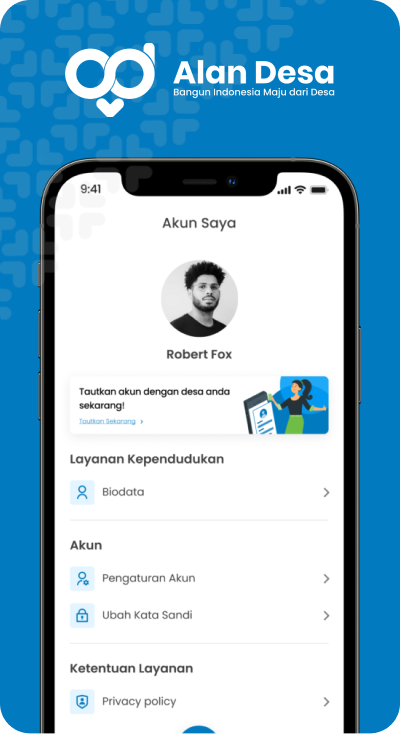 Alan Desa
Bangun Indonesia Maju dari Desa
9:41
Akun Saya
Robert Fox
Tautkan akun dengan desa anda
sekarang!
Tautkan Sekarang
Layanan Kependudukan
Biodata
Akun
Pengaturan Akun
Ubah Kata Sandi
Ketentuan Layanan
Privacy policy